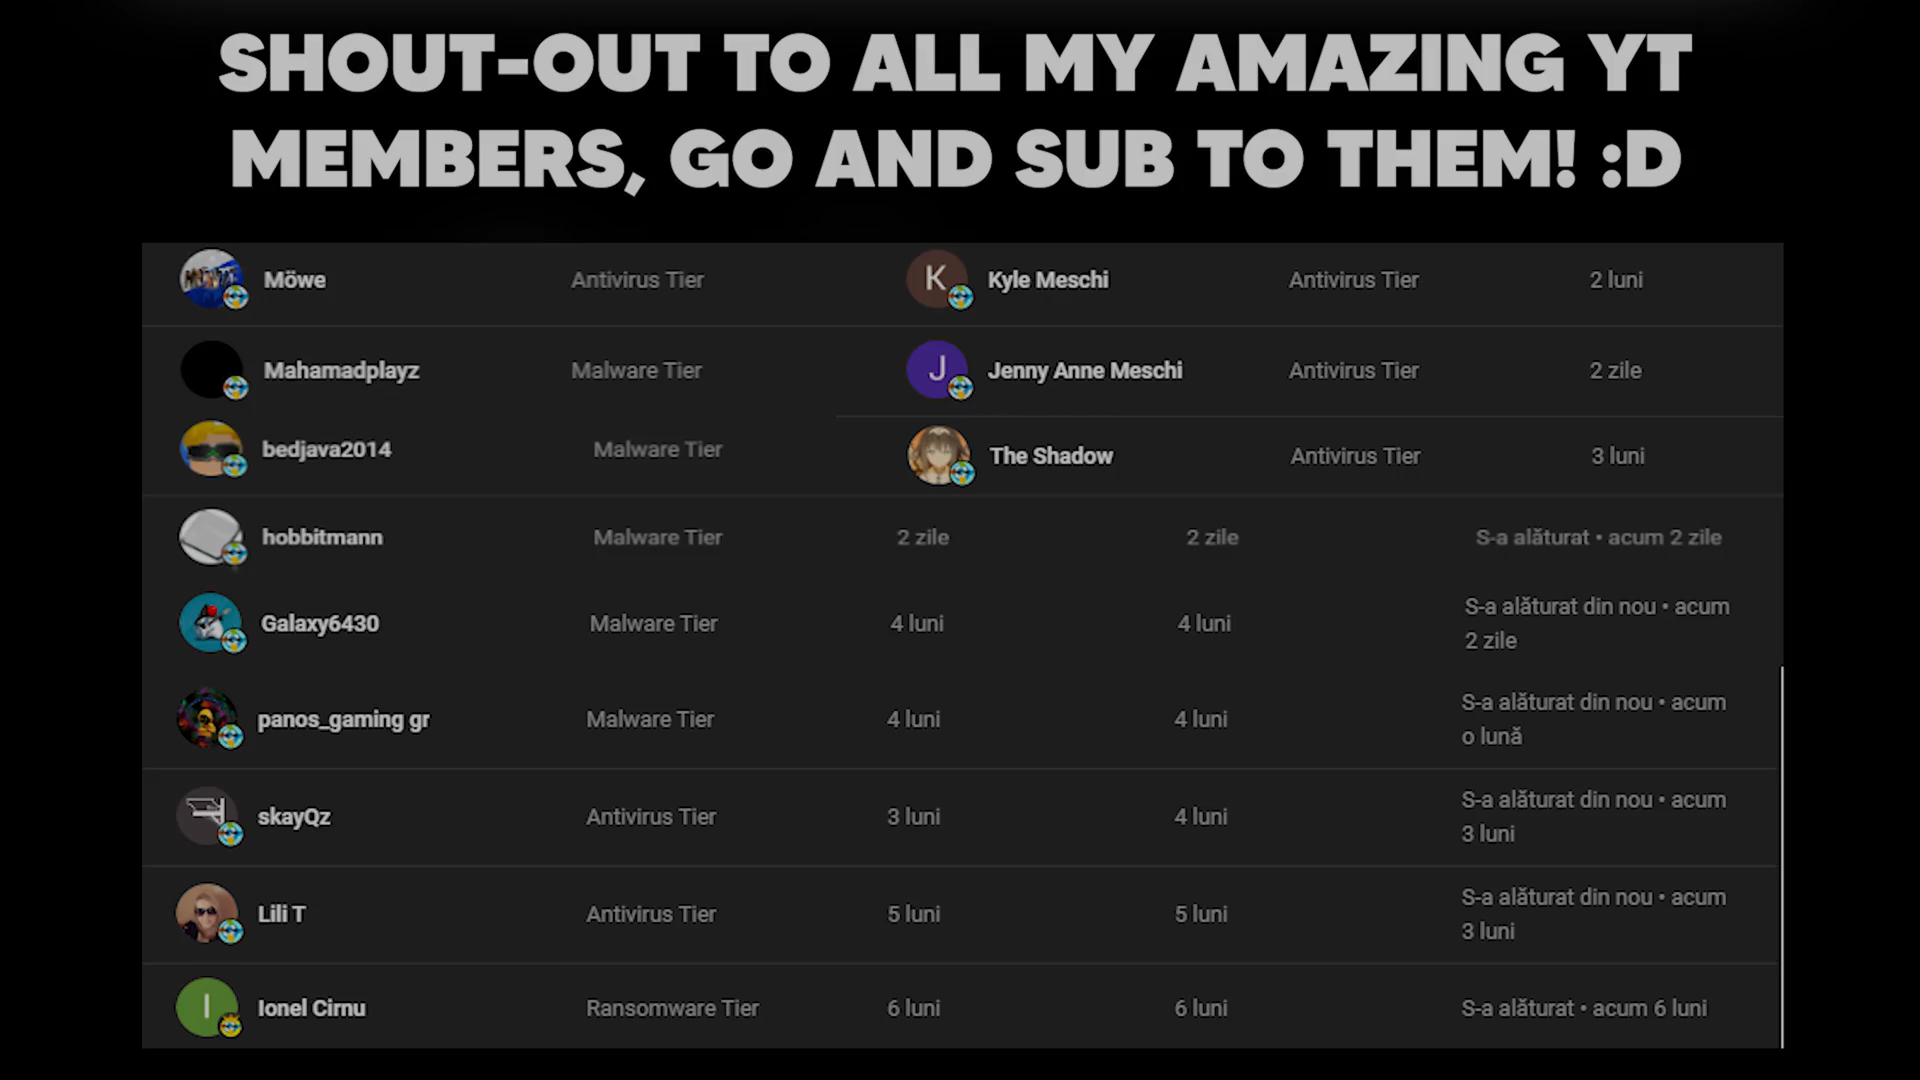 SHOUT-OUT TO ALL MY AMAZING YT
MEMBERS, GO AND SUB TO THEM! :D
Möwe Antivirus Tier K Kyle Meschi Antivirus Tier 2 luni
Mahamadplayz Malware Tier J Jenny Anne Meschi Antivirus Tier 2 zile
bedjava2014 Malware Tier The Shadow Antivirus Tier 3 luni
hobbitmann Malware Tier 2 zile 2 zile S-a alăturat • acum 2 zile
Galaxy6430 Malware Tier 4 luni 4 luni S-a alăturat din nou • acum
2 zile
panos_gaming gr Malware Tier 4 luni 4 luni S-a alăturat din nou • acum
o lună
skayQz Antivirus Tier 3 luni 4 luni S-a alăturat din nou • acum
3 luni
Lili T Antivirus Tier 5 luni 5 luni S-a alăturat din nou • acum
3 luni
I Ionel Cirnu Ransomware Tier 6 luni 6 luni S-a alăturat • acum 6 luni